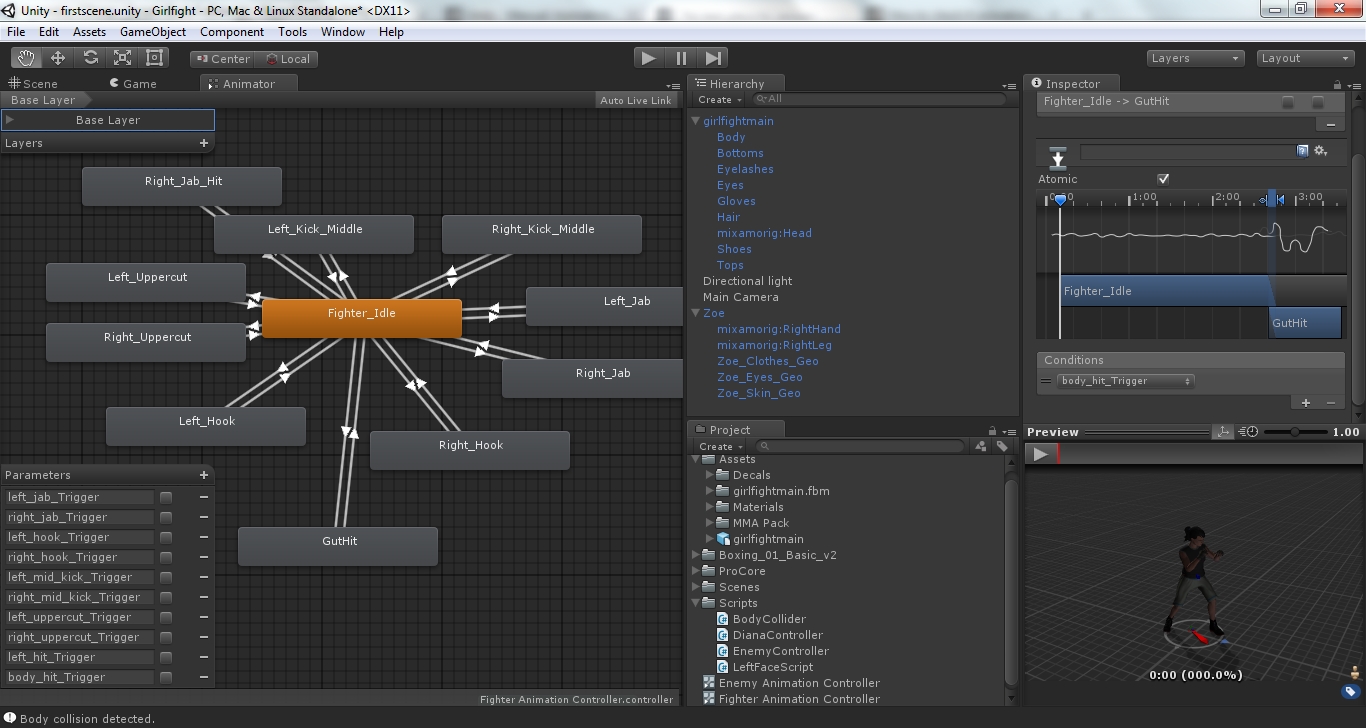 Unity - firstscene.unity - Girlfight - PC, Mac & Linux Standalone* <DX11>
File Edit Assets GameObject Component Tools Window Help
Center Local
Layers Layout
Scene Game Animator
Base Layer Auto Live Link
Base Layer
Layers +
Right_Jab_Hit
Left_Kick_Middle Right_Kick_Middle
Left_Uppercut
Left_Jab
Fighter_Idle
Right_Uppercut
Right_Jab
Left_Hook
Right_Hook
GutHit
Parameters +
left_jab_Trigger
right_jab_Trigger
left_hook_Trigger
right_hook_Trigger
left_mid_kick_Trigger
right_mid_kick_Trigger
left_uppercut_Trigger
right_uppercut_Trigger
left_hit_Trigger
body_hit_Trigger
Fighter Animation Controller.controller
Hierarchy
Create All
girlfightmain
Body
Bottoms
Eyelashes
Eyes
Gloves
Hair
mixamorig:Head
Shoes
Tops
Directional light
Main Camera
Zoe
mixamorig:RightHand
mixamorig:RightLeg
Zoe_Clothes_Geo
Zoe_Eyes_Geo
Zoe_Skin_Geo
Project
Create
Assets
Decals
girlfightmain.fbm
Materials
MMA Pack
girlfightmain
Boxing_01_Basic_v2
ProCore
Scenes
Scripts
BodyCollider
DianaController
EnemyController
LeftFaceScript
Enemy Animation Controller
Fighter Animation Controller
Inspector
Fighter_Idle -> GutHit
Atomic
1:00 2:00 3:00
Fighter_Idle
GutHit
Conditions
body_hit_Trigger
+ −
Preview 1.00
0:00 (000.0%)
Body collision detected.